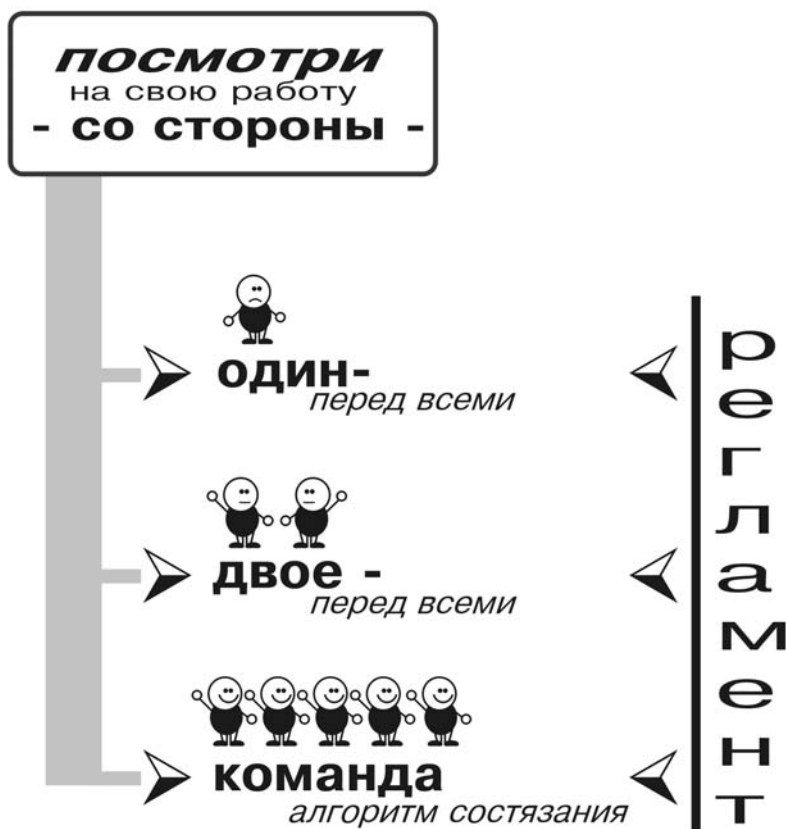 посмотри
на свою работу
- со стороны -
один-
перед всеми
двое -
перед всеми
команда
алгоритм состязания
регламент